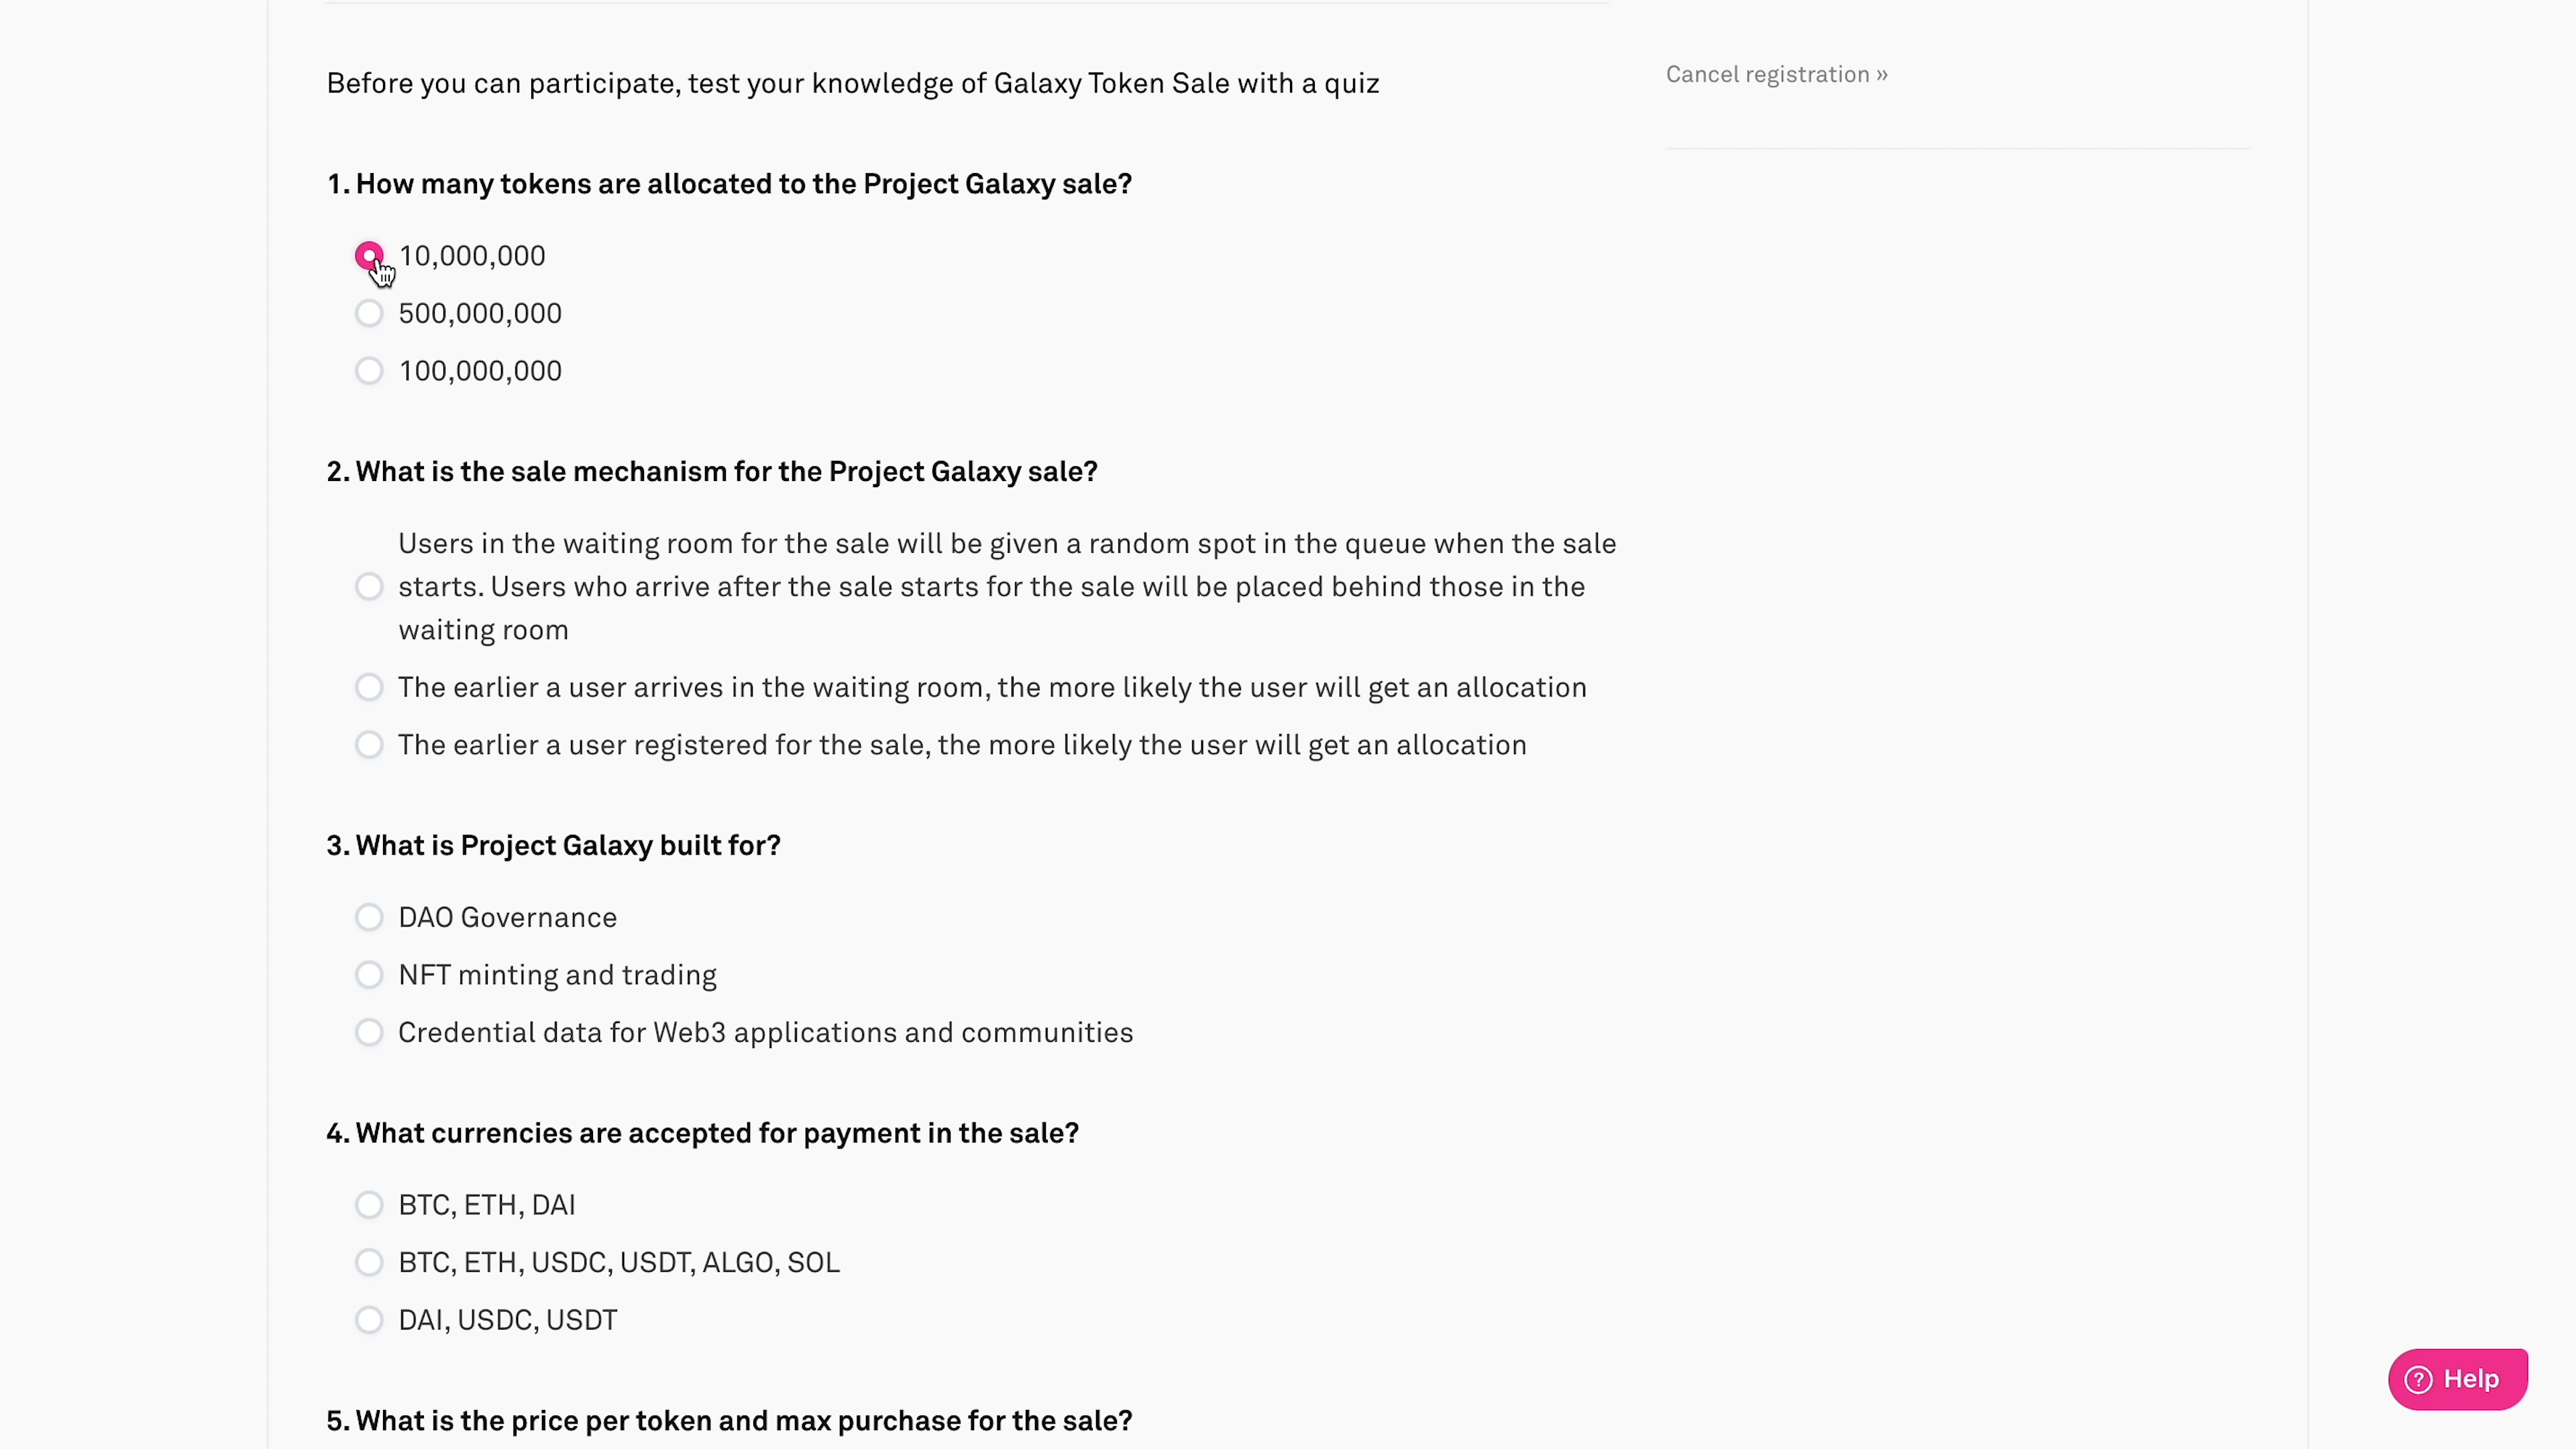 Before you can participate, test your knowledge of Galaxy Token Sale with a quiz
Cancel registration »
1. How many tokens are allocated to the Project Galaxy sale?
10,000,000
500,000,000
100,000,000
2. What is the sale mechanism for the Project Galaxy sale?
Users in the waiting room for the sale will be given a random spot in the queue when the sale
starts. Users who arrive after the sale starts for the sale will be placed behind those in the
waiting room
The earlier a user arrives in the waiting room, the more likely the user will get an allocation
The earlier a user registered for the sale, the more likely the user will get an allocation
3. What is Project Galaxy built for?
DAO Governance
NFT minting and trading
Credential data for Web3 applications and communities
4. What currencies are accepted for payment in the sale?
BTC, ETH, DAI
BTC, ETH, USDC, USDT, ALGO, SOL
DAI, USDC, USDT
5. What is the price per token and max purchase for the sale?
? Help